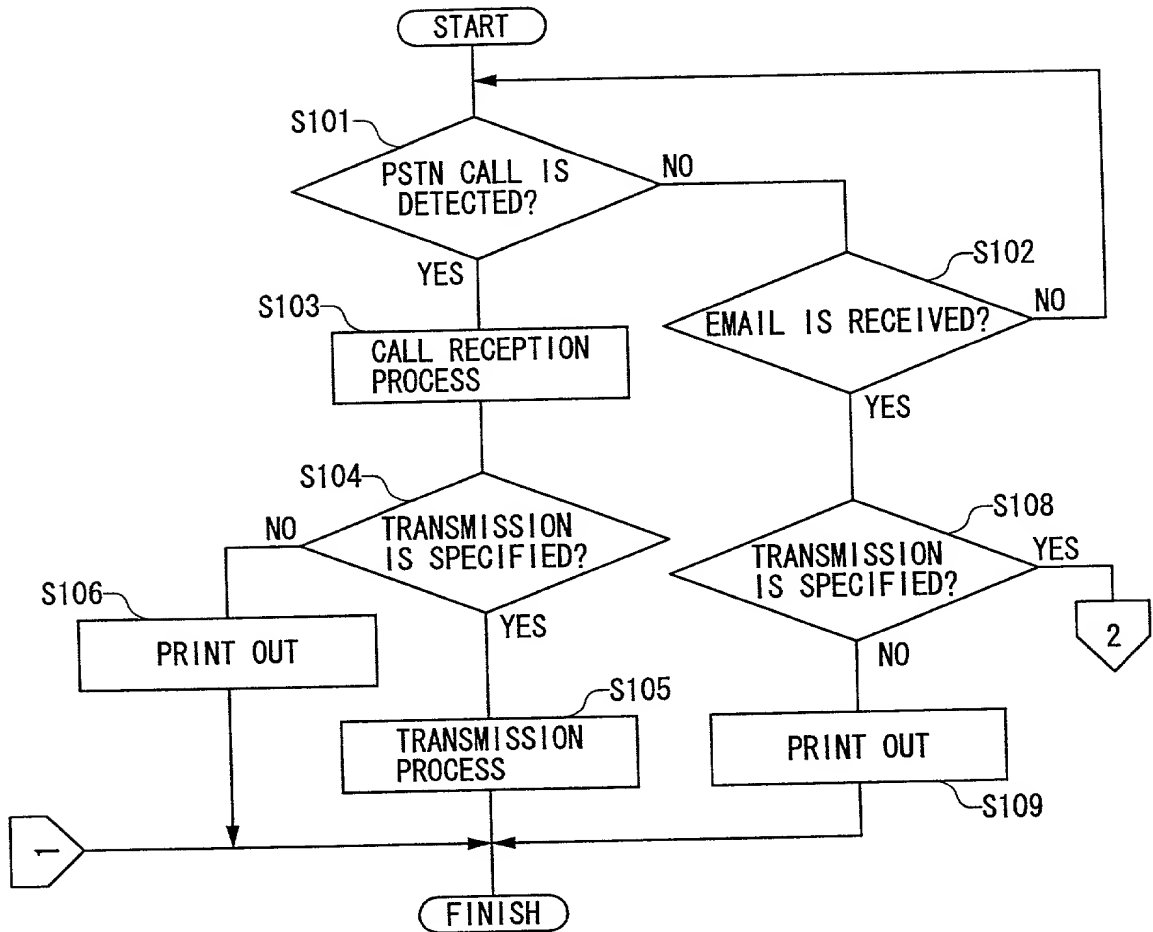 START
S101
PSTN CALL IS
DETECTED?
NO
YES
S102
EMAIL IS RECEIVED?
NO
YES
S103
CALL RECEPTION
PROCESS
S104
TRANSMISSION
IS SPECIFIED?
NO
YES
S108
TRANSMISSION
IS SPECIFIED?
YES
NO
2
S106
PRINT OUT
S105
TRANSMISSION
PROCESS
PRINT OUT
S109
1
FINISH